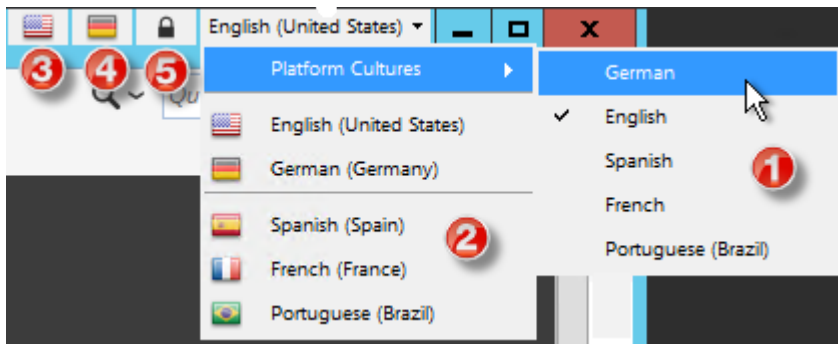 English (United States)
3
4
5
Qu
Platform Cultures
English (United States)
German (Germany)
Spanish (Spain)
2
French (France)
Portuguese (Brazil)
German
English
Spanish
1
French
Portuguese (Brazil)